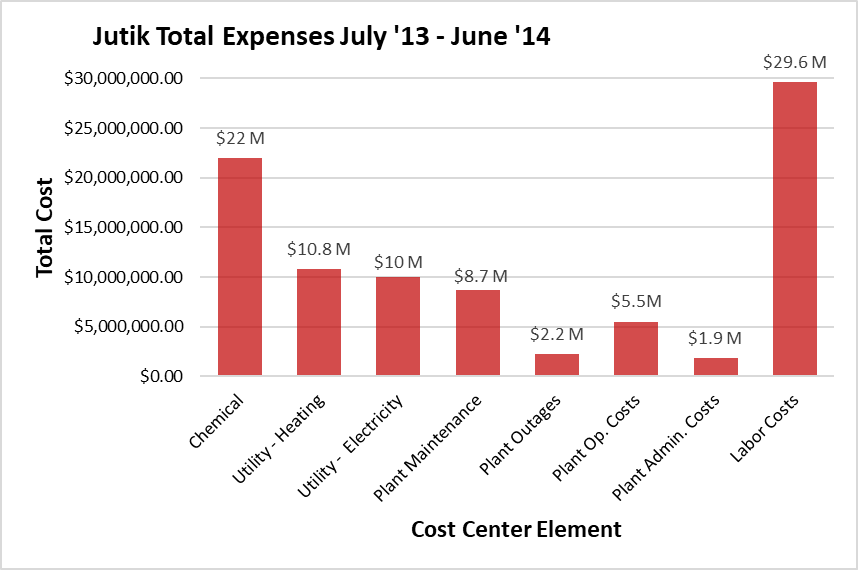 Jutik Total Expenses July '13 - June '14
Total Cost
$30,000,000.00
$25,000,000.00
$20,000,000.00
$15,000,000.00
$10,000,000.00
$5,000,000.00
$0.00
$22 M
$10.8 M
$10 M
$8.7 M
$2.2 M
$5.5M
$1.9 M
$29.6 M
Chemical
Utility - Heating
Utility - Electricity
Plant Maintenance
Plant Outages
Plant Op. Costs
Plant Admin. Costs
Labor Costs
Cost Center Element